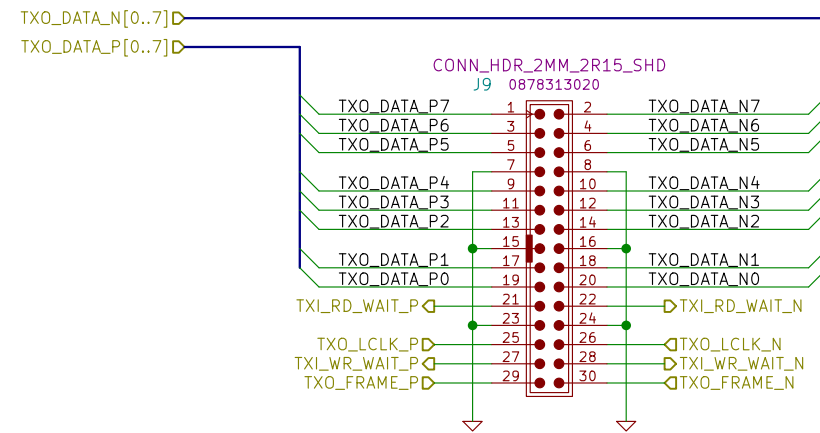 TXO_DATA_N[0..7]
TXO_DATA_P[0..7]
CONN_HDR_2MM_2R15_SHD
J9 0878313020
TXO_DATA_P7 1 2 TXO_DATA_N7
TXO_DATA_P6 3 4 TXO_DATA_N6
TXO_DATA_P5 5 6 TXO_DATA_N5
7 8
TXO_DATA_P4 9 10 TXO_DATA_N4
TXO_DATA_P3 11 12 TXO_DATA_N3
TXO_DATA_P2 13 14 TXO_DATA_N2
15 16
TXO_DATA_P1 17 18 TXO_DATA_N1
TXO_DATA_P0 19 20 TXO_DATA_N0
TXI_RD_WAIT_P 21 22 TXI_RD_WAIT_N
23 24
TXO_LCLK_P 25 26 TXO_LCLK_N
TXI_WR_WAIT_P 27 28 TXI_WR_WAIT_N
TXO_FRAME_P 29 30 TXO_FRAME_N